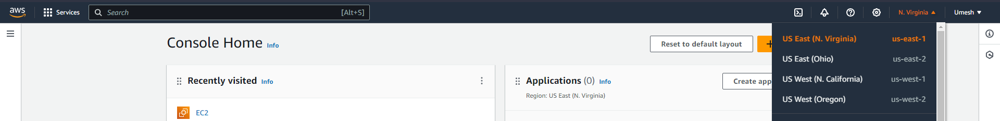 aws
Services
Search [Alt+S]
N. Virginia
Umesh
Console Home Info
Reset to default layout
Recently visited Info
EC2
Applications (0) Info
Region: US East (N. Virginia)
Create app
US East (N. Virginia) us-east-1
US East (Ohio) us-east-2
US West (N. California) us-west-1
US West (Oregon) us-west-2